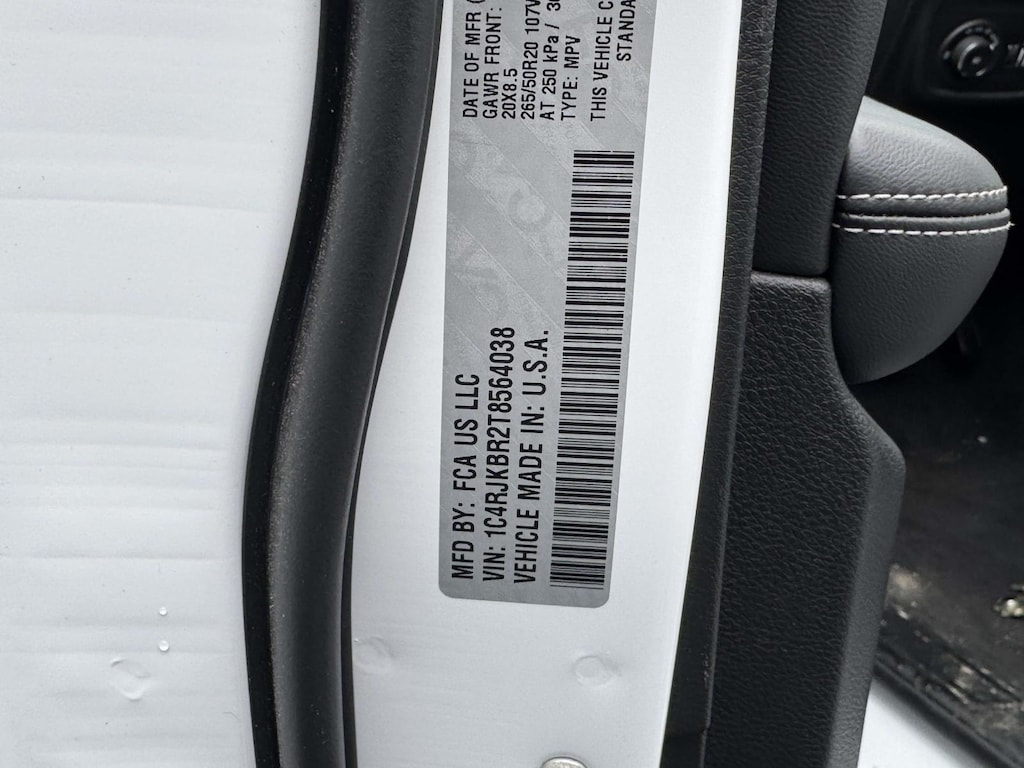 MFD BY: FCA US LLC
VIN: 1C4RJKBR2T8564038
VEHICLE MADE IN: U.S.A.
DATE OF MFR (
GAWR FRONT:
20X8.5
265/50R20 107V
AT 250 kPa /
TYPE: MPV
THIS VEHICLE C
STANDA